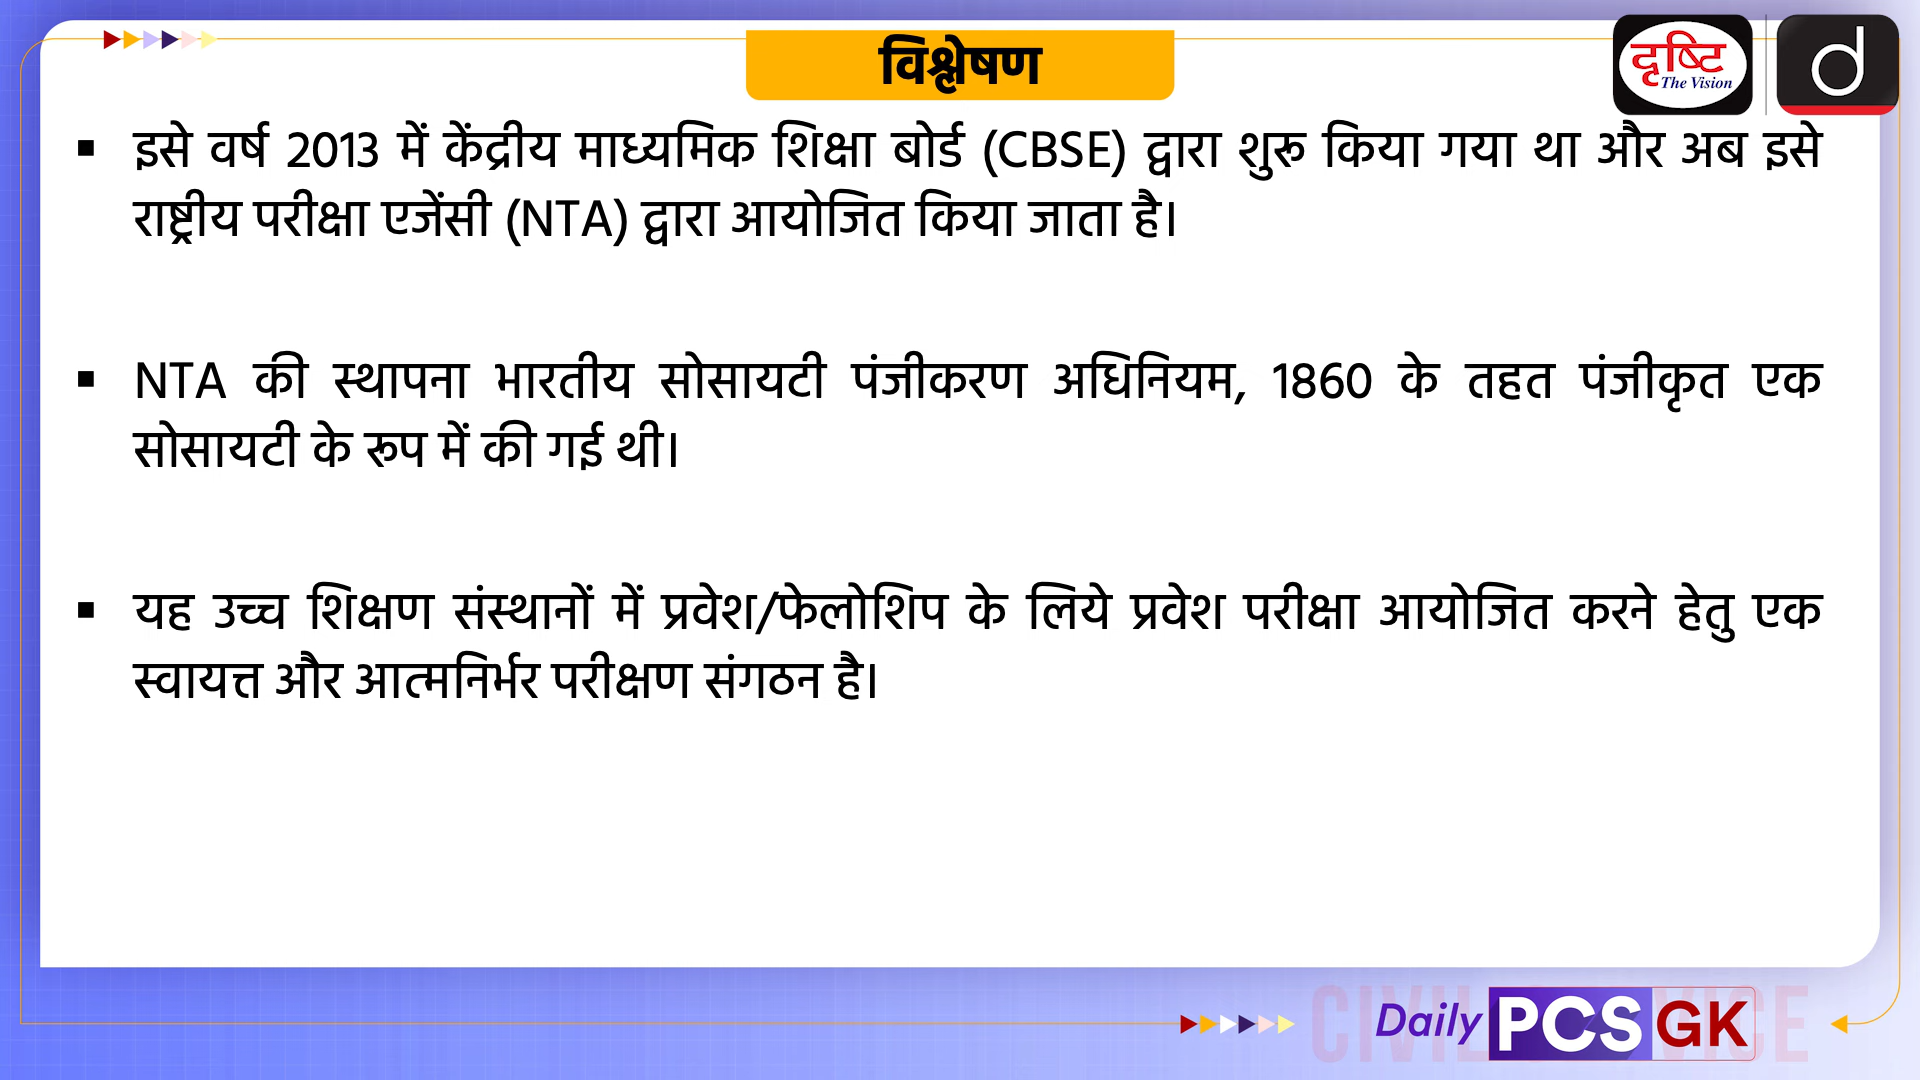 विश्लेषण
दृष्टि
The Vision
d
इसे वर्ष 2013 में केंद्रीय माध्यमिक शिक्षा बोर्ड (CBSE) द्वारा शुरू किया गया था और अब इसे
राष्ट्रीय परीक्षा एजेंसी (NTA) द्वारा आयोजित किया जाता है।
NTA की स्थापना भारतीय सोसायटी पंजीकरण अधिनियम, 1860 के तहत पंजीकृत एक
सोसायटी के रूप में की गई थी।
यह उच्च शिक्षण संस्थानों में प्रवेश/फेलोशिप के लिये प्रवेश परीक्षा आयोजित करने हेतु एक
स्वायत्त और आत्मनिर्भर परीक्षण संगठन है।
Daily PCS GK